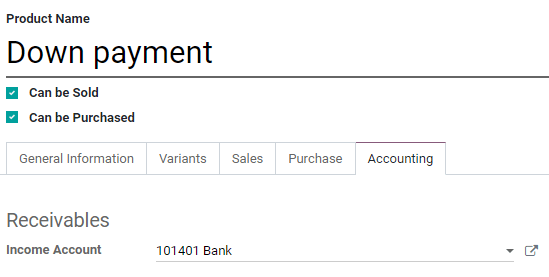 Product Name
Down payment
Can be Sold
Can be Purchased
General Information Variants Sales Purchase Accounting
Receivables
Income Account 101401 Bank